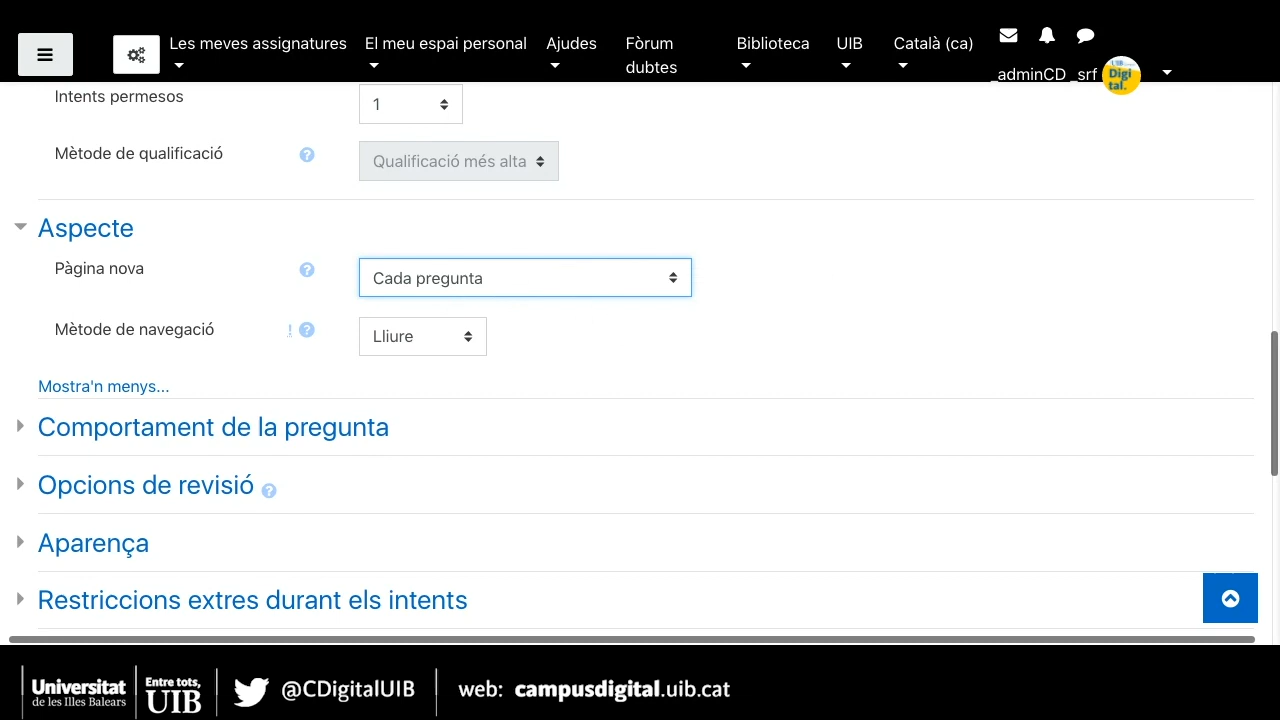 Les meves assignatures
El meu espai personal
Ajudes
Fòrum
dubtes
Biblioteca
UIB
Català (ca)
_adminCD _srf
Digi
tal.
Intents permesos
1
Mètode de qualificació
Qualificació més alta
Aspecte
Pàgina nova
Cada pregunta
Mètode de navegació
!
Lliure
Mostra'n menys...
Comportament de la pregunta
Opcions de revisió
Aparença
Restriccions extres durant els intents
Universitat
de les Illes Balears
Entre tots,
UIB
@CDigitalUIB
web: campusdigital.uib.cat